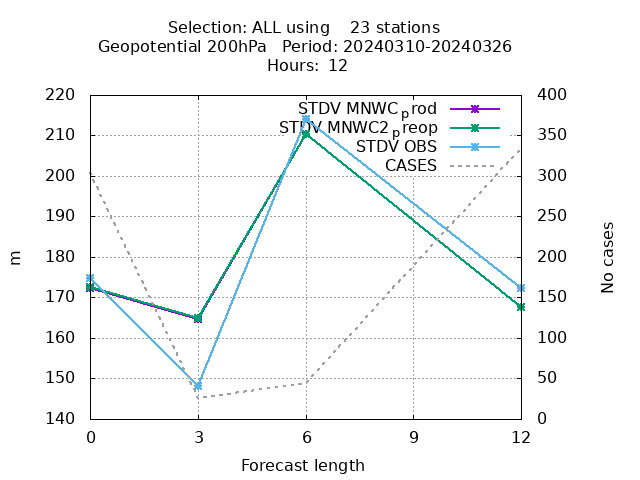 Selection: ALL using    23 stations
Geopotential 200hPa   Period: 20240310-20240326
Hours:  12
220 400
STDV MNWCprod
STDV MNWC2preop
210 350
STDV OBS
CASES
200 300
190 250
m 180 200 No cases
170 150
160 100
150 50
140 0
0 3 6 9 12
Forecast length